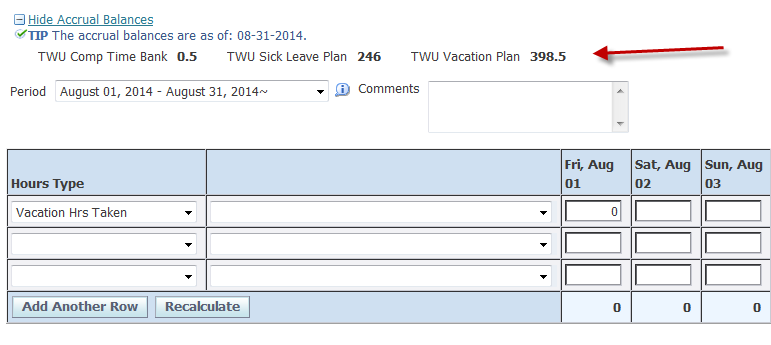 Hide Accrual Balances
TIP The accrual balances are as of: 08-31-2014.
TWU Comp Time Bank 0.5 TWU Sick Leave Plan 246 TWU Vacation Plan 398.5
Period August 01, 2014 - August 31, 2014~ Comments
Hours Type Fri, Aug 01 Sat, Aug 02 Sun, Aug 03
Vacation Hrs Taken 0
Add Another Row Recalculate 0 0 0